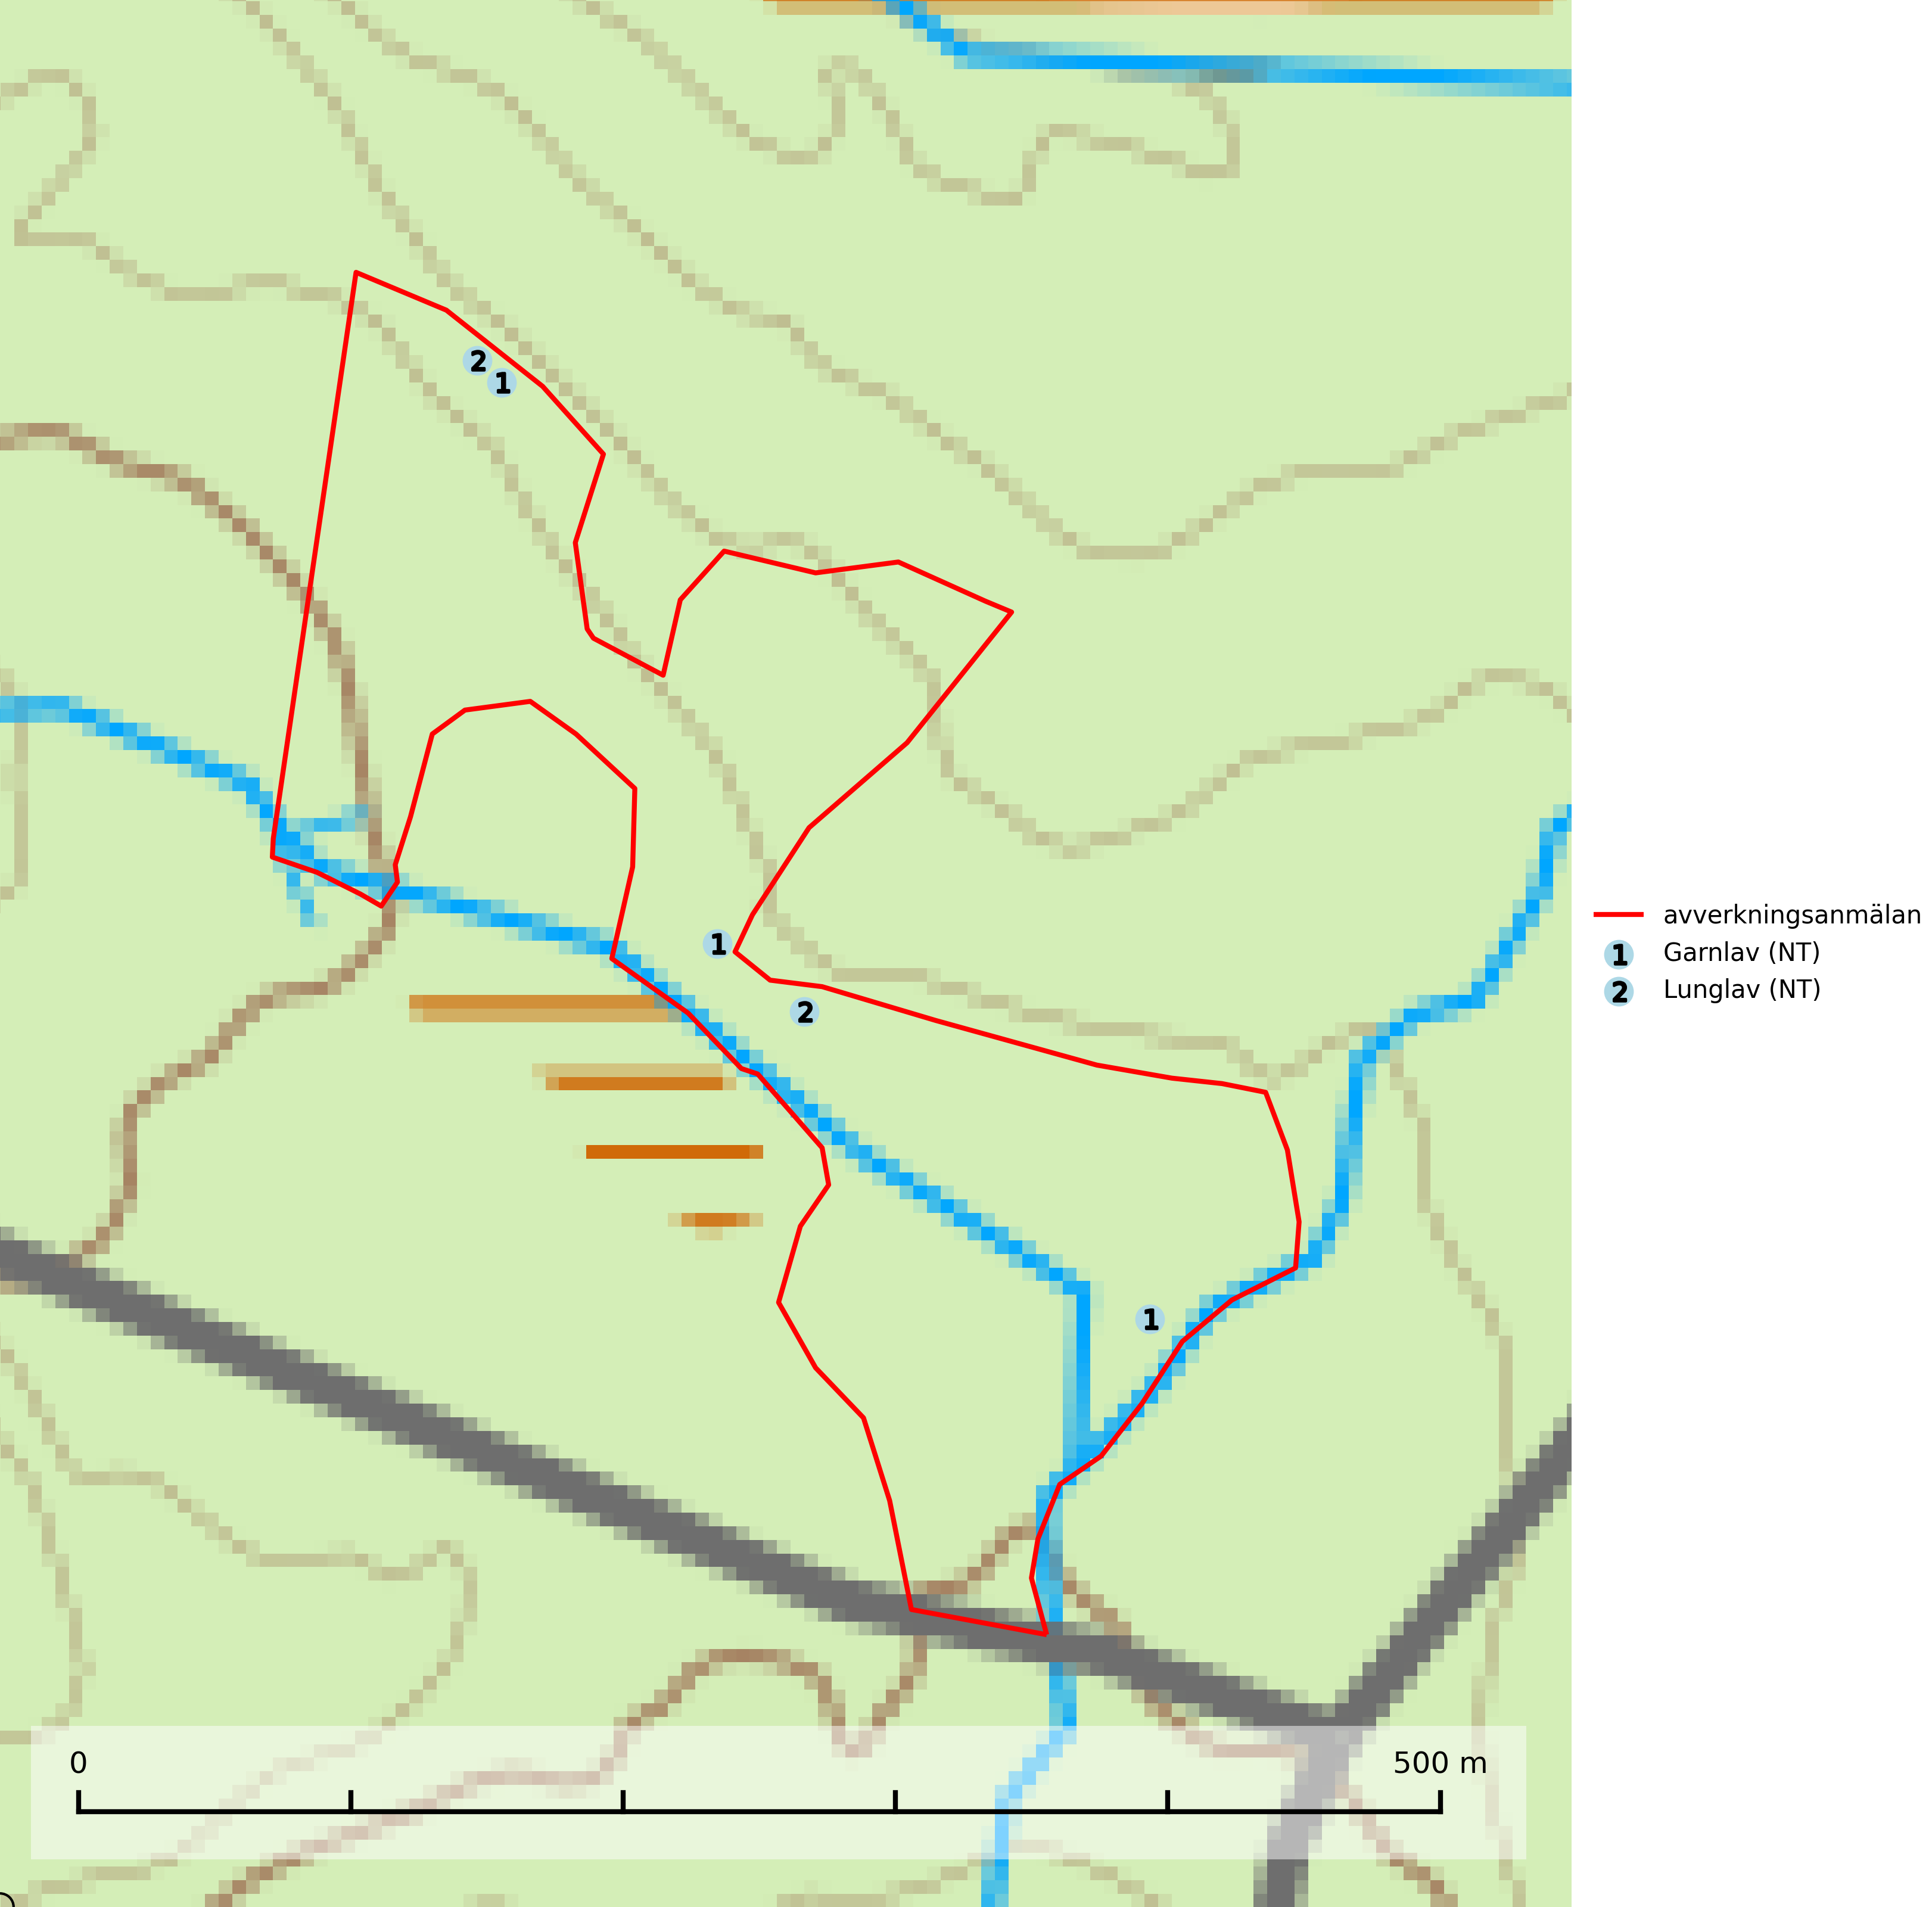 2
1
1
2
1
avverkningsanmälan
1 Garnlav (NT)
2 Lunglav (NT)
0 500 m